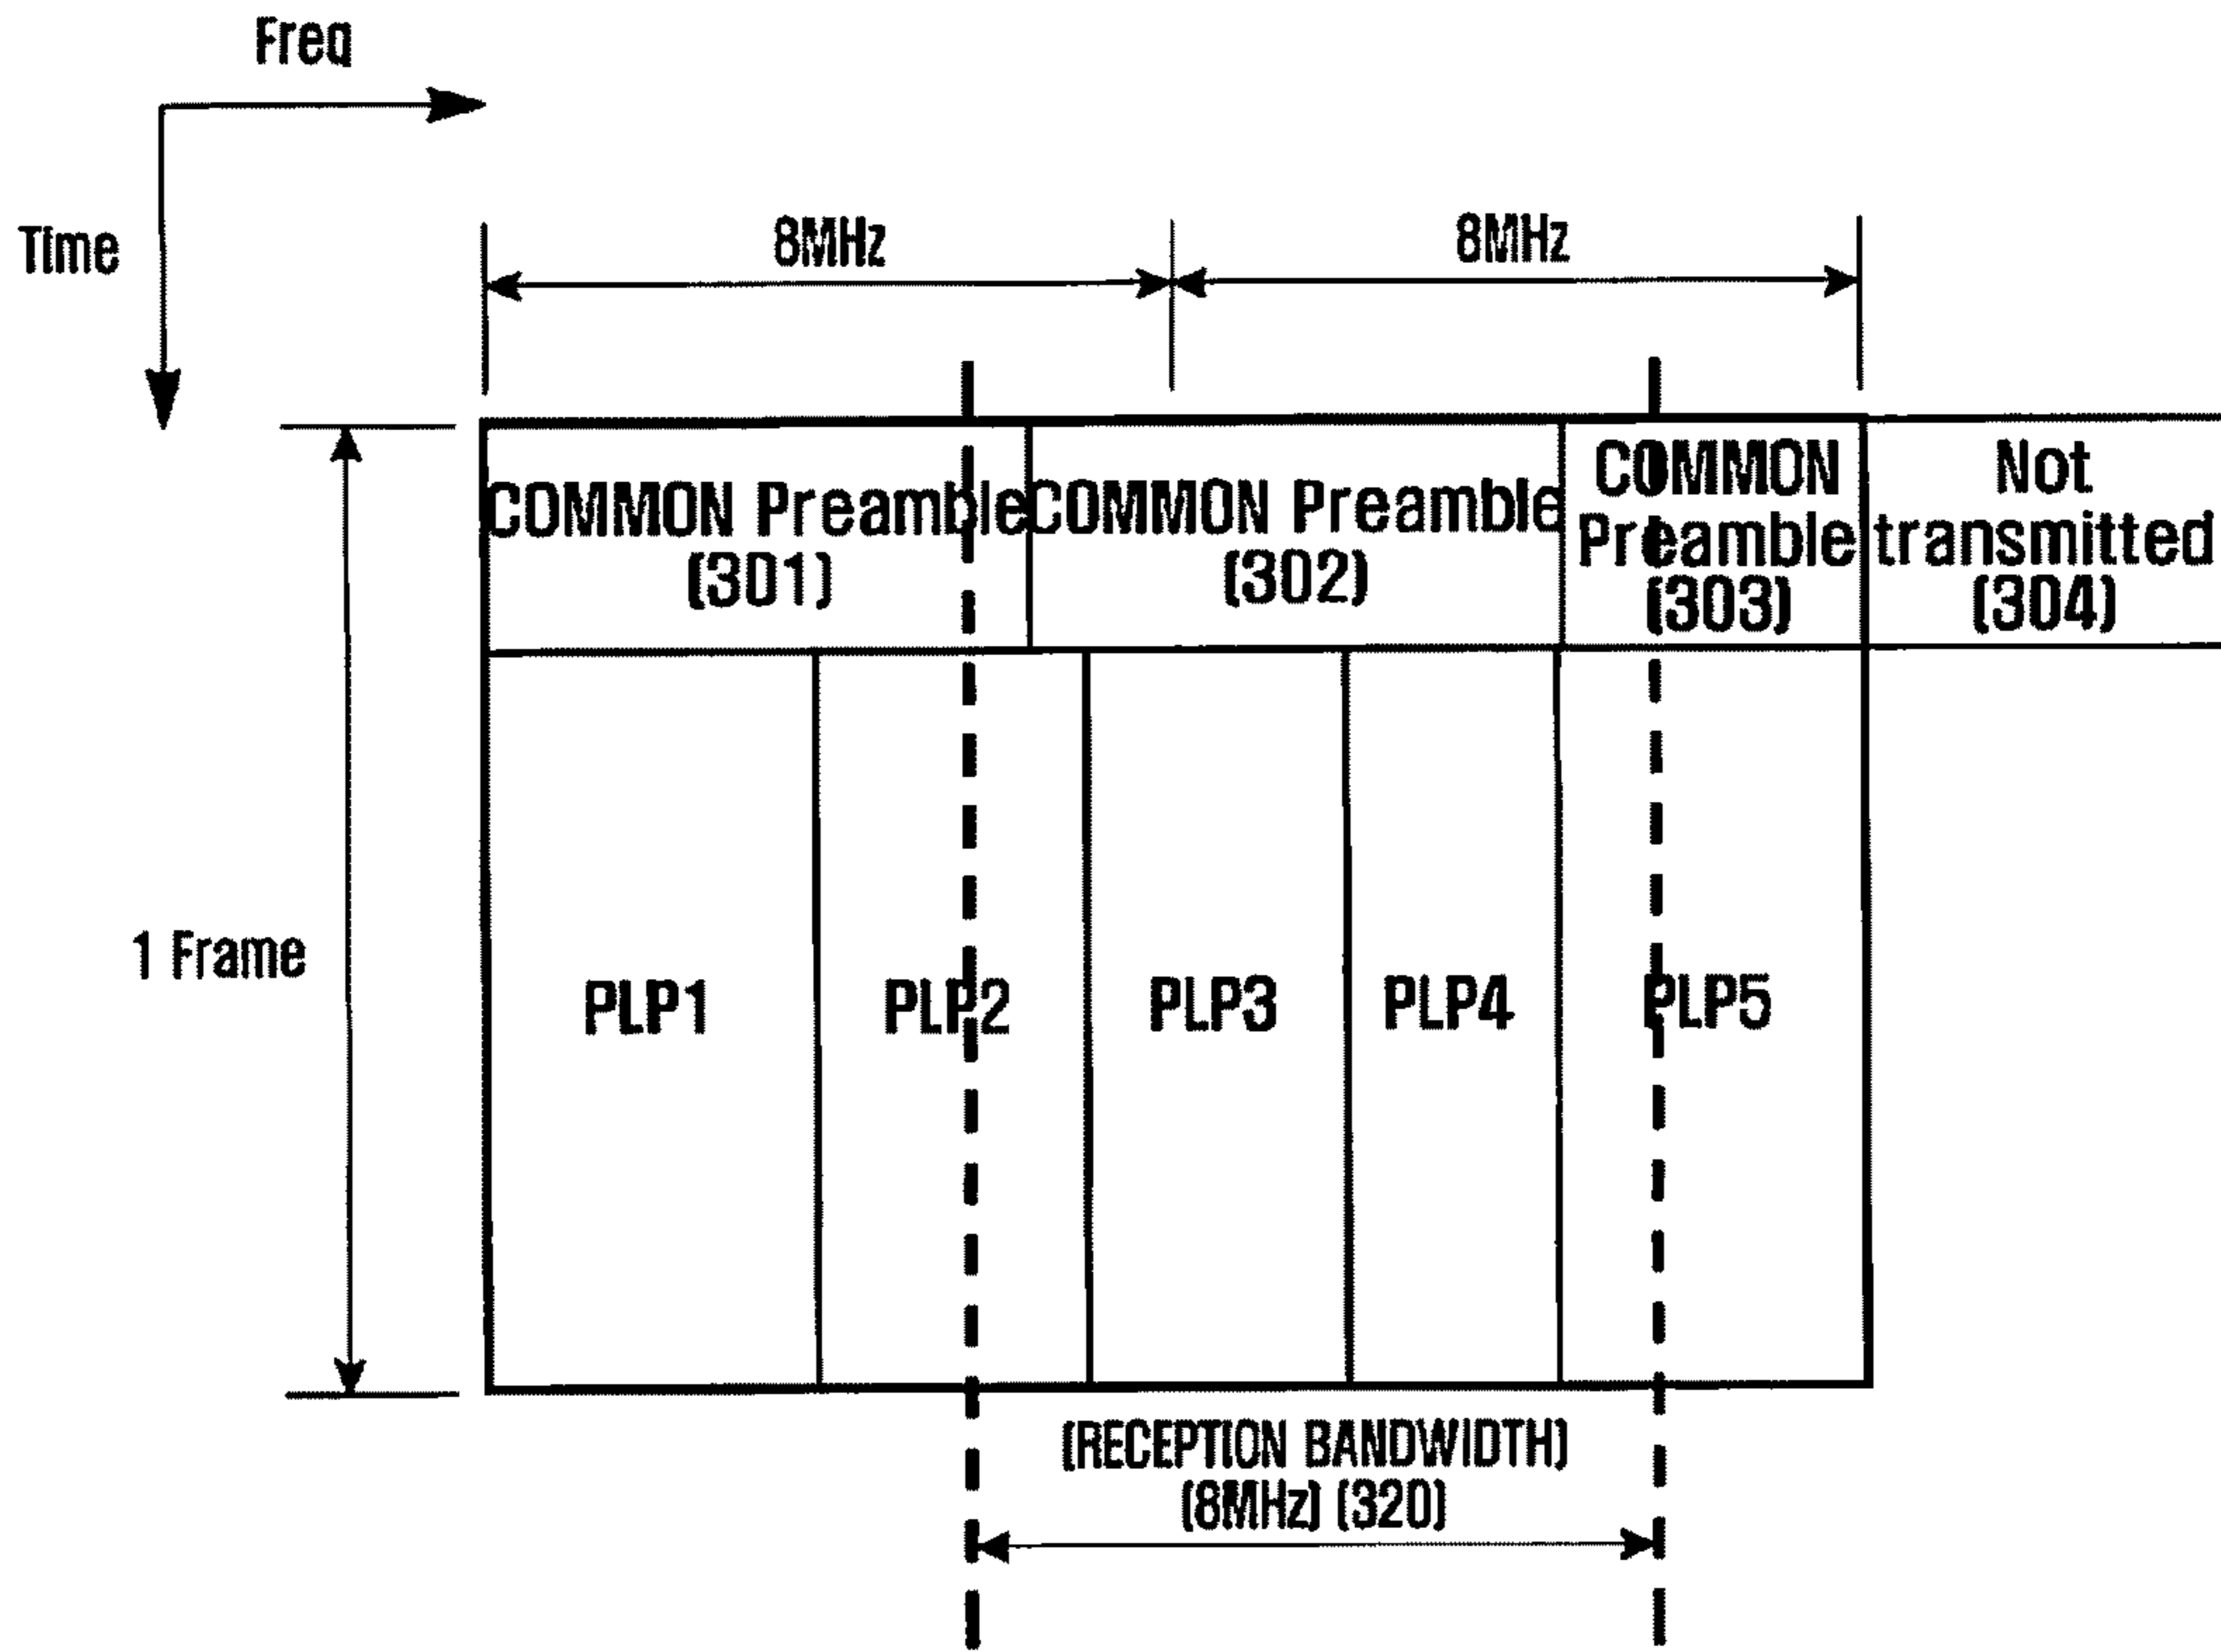 Freq
Time
8MHz
8MHz
COMMON Preamble
(301)
COMMON Preamble
(302)
COMMON
Preamble
(303)
Not
transmitted
(304)
1 Frame
PLP1
PLP2
PLP3
PLP4
PLP5
(RECEPTION BANDWIDTH)
(8MHz) (320)